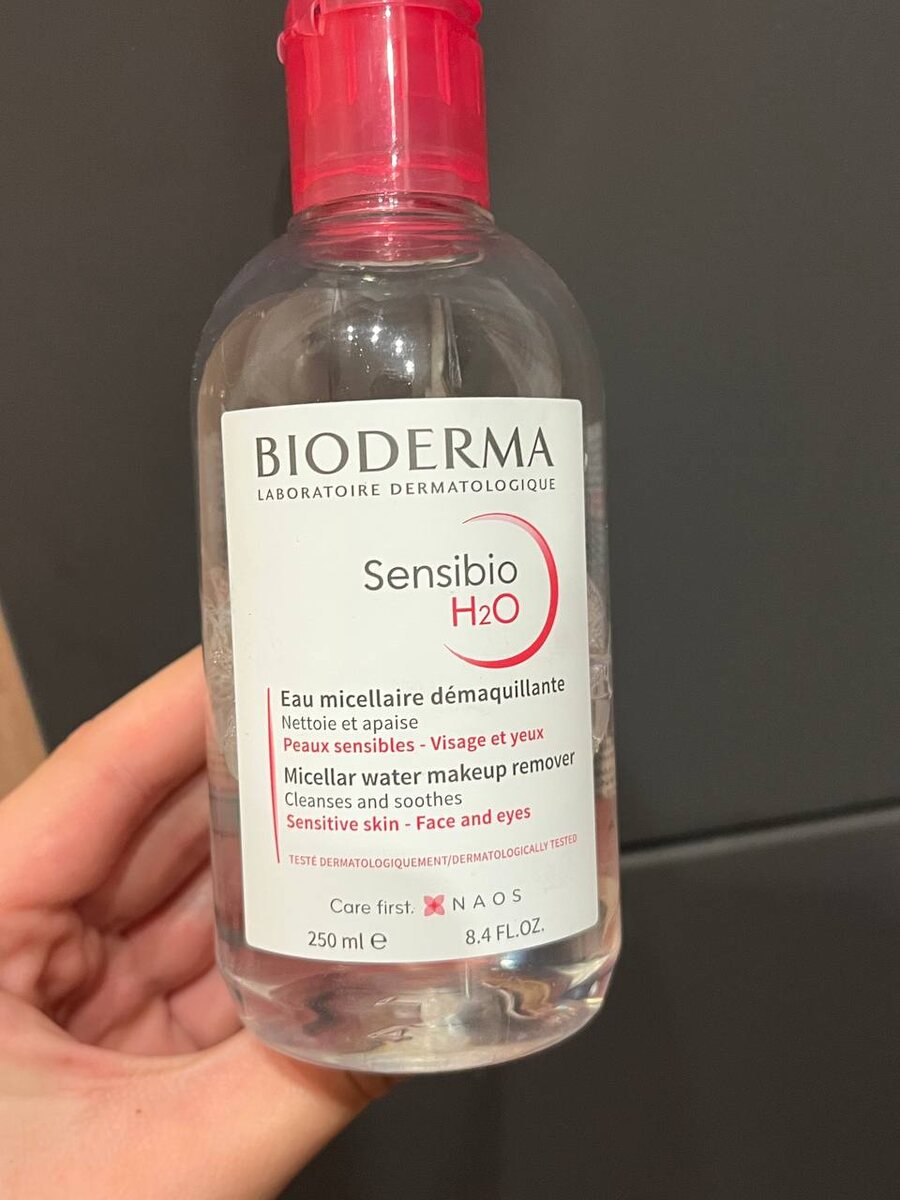 BIODERMA
LABORATOIRE DERMATOLOGIQUE
Sensibio
H2O
Eau micellaire démaquillante
Nettoie et apaise
Peaux sensibles - Visage et yeux
Micellar water makeup remover
Cleanses and soothes
Sensitive skin - Face and eyes
TESTÉ DERMATOLOGIQUEMENT/DERMATOLOGICALLY TESTED
Care first. NAOS
250 ml ℮ 8.4 FL.OZ.